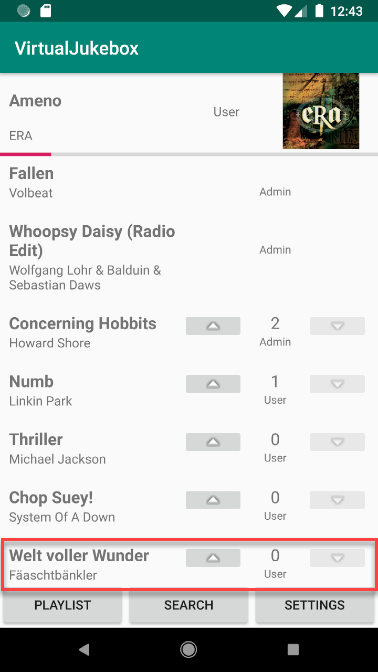 12:43
VirtualJukebox
Ameno
User
ERA
eRa
Fallen
Volbeat
Admin
Whoopsy Daisy (Radio
Edit)
Admin
Wolfgang Lohr & Balduin &
Sebastian Daws
Concerning Hobbits
2
Howard Shore
Admin
Numb
1
Linkin Park
User
Thriller
0
Michael Jackson
User
Chop Suey!
0
System Of A Down
User
Welt voller Wunder
0
Fäaschtbänkler
User
PLAYLIST SEARCH SETTINGS